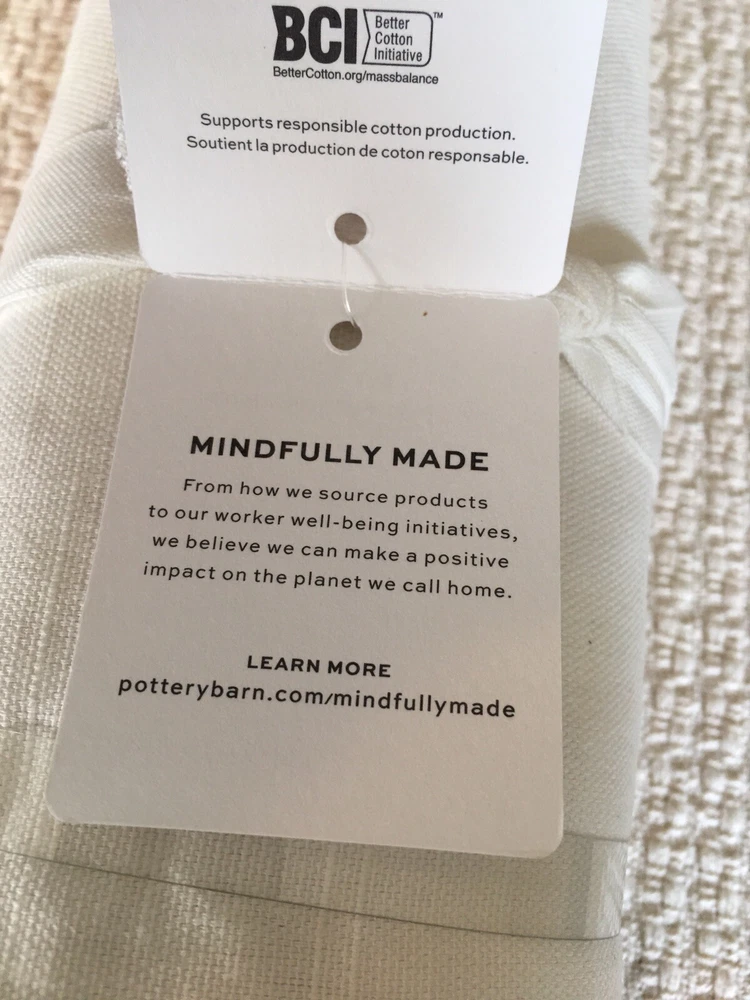 BCI Better
Cotton
Initiative™
BetterCotton.org/massbalance
Supports responsible cotton production.
Soutient la production de coton responsable.
MINDFULLY MADE
From how we source products
to our worker well-being initiatives,
we believe we can make a positive
impact on the planet we call home.
LEARN MORE
potterybarn.com/mindfullymade